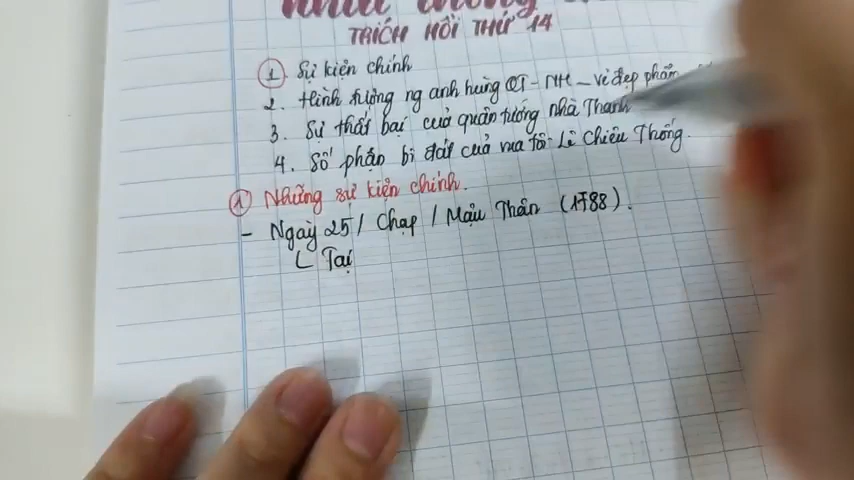 TRÍCH HỒI THỨ 14
① Sự kiện chính
2. Hình tượng ng anh hùng QT - NH - vẻ đẹp phẩm
3. Sự thất bại của quân tướng nhà Thanh
4. Số phận bi đát của vua tôi Lê Chiêu Thống.
① Những sự kiện chính.
- Ngày 25 / Chạp / Mậu Thân (1788).
Tại